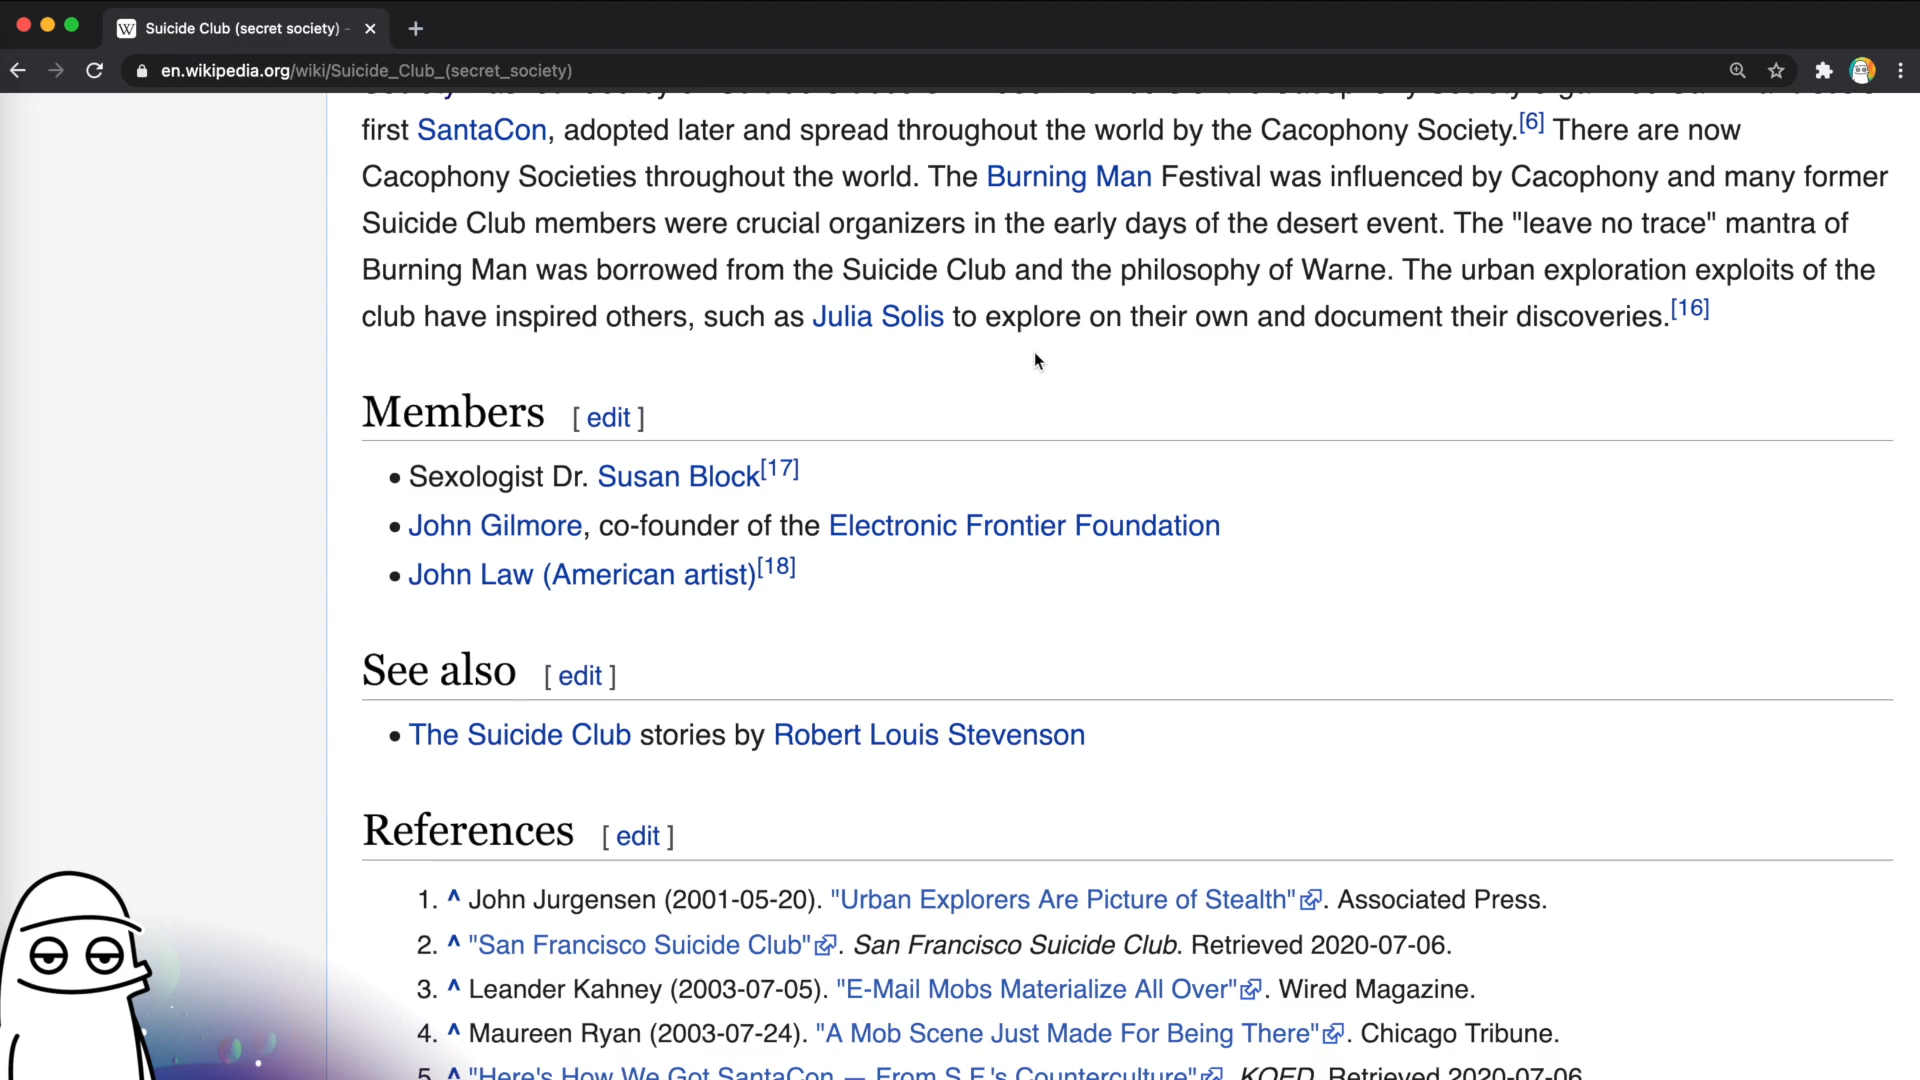 Suicide Club (secret society) -
en.wikipedia.org/wiki/Suicide_Club_(secret_society)
first SantaCon, adopted later and spread throughout the world by the Cacophony Society.[6] There are now
Cacophony Societies throughout the world. The Burning Man Festival was influenced by Cacophony and many former
Suicide Club members were crucial organizers in the early days of the desert event. The "leave no trace" mantra of
Burning Man was borrowed from the Suicide Club and the philosophy of Warne. The urban exploration exploits of the
club have inspired others, such as Julia Solis to explore on their own and document their discoveries.[16]
Members [ edit ]
• Sexologist Dr. Susan Block[17]
• John Gilmore, co-founder of the Electronic Frontier Foundation
• John Law (American artist)[18]
See also [ edit ]
• The Suicide Club stories by Robert Louis Stevenson
References [ edit ]
1. ^ John Jurgensen (2001-05-20). "Urban Explorers Are Picture of Stealth". Associated Press.
2. ^ "San Francisco Suicide Club". San Francisco Suicide Club. Retrieved 2020-07-06.
3. ^ Leander Kahney (2003-07-05). "E-Mail Mobs Materialize All Over". Wired Magazine.
4. ^ Maureen Ryan (2003-07-24). "A Mob Scene Just Made For Being There". Chicago Tribune.
5. ^ "Here's How We Got SantaCon — From S.F.'s Counterculture". KQED. Retrieved 2020-07-06